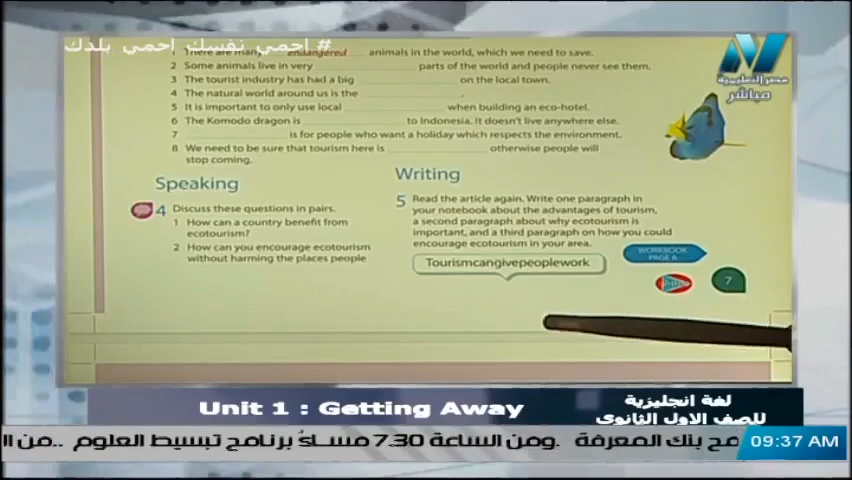 # احمي نفسك احمي بلدك
1 There are many endangered animals in the world, which we need to save.
2 Some animals live in very parts of the world and people never see them.
3 The tourist industry has had a big on the local town.
4 The natural world around us is the .
5 It is important to only use local when building an eco-hotel.
6 The Komodo dragon is to Indonesia. It doesn't live anywhere else.
7 is for people who want a holiday which respects the environment.
8 We need to be sure that tourism here is otherwise people will
stop coming.
مصر التعليمية
مباشر
Speaking
4 Discuss these questions in pairs.
1 How can a country benefit from
ecotourism?
2 How can you encourage ecotourism
without harming the places people
Writing
5 Read the article again. Write one paragraph in
your notebook about the advantages of tourism,
a second paragraph about why ecotourism is
important, and a third paragraph on how you could
encourage ecotourism in your area.
Tourismcangivepeoplework
WORKBOOK
PAGE 6
7
Unit 1 : Getting Away
لغة انجليزية
للصف الاول الثانوى
مج بنك المعرفة .ومن الساعة 7.30 مساءً برنامج تبسيط العلوم ..من ال
09:37 AM